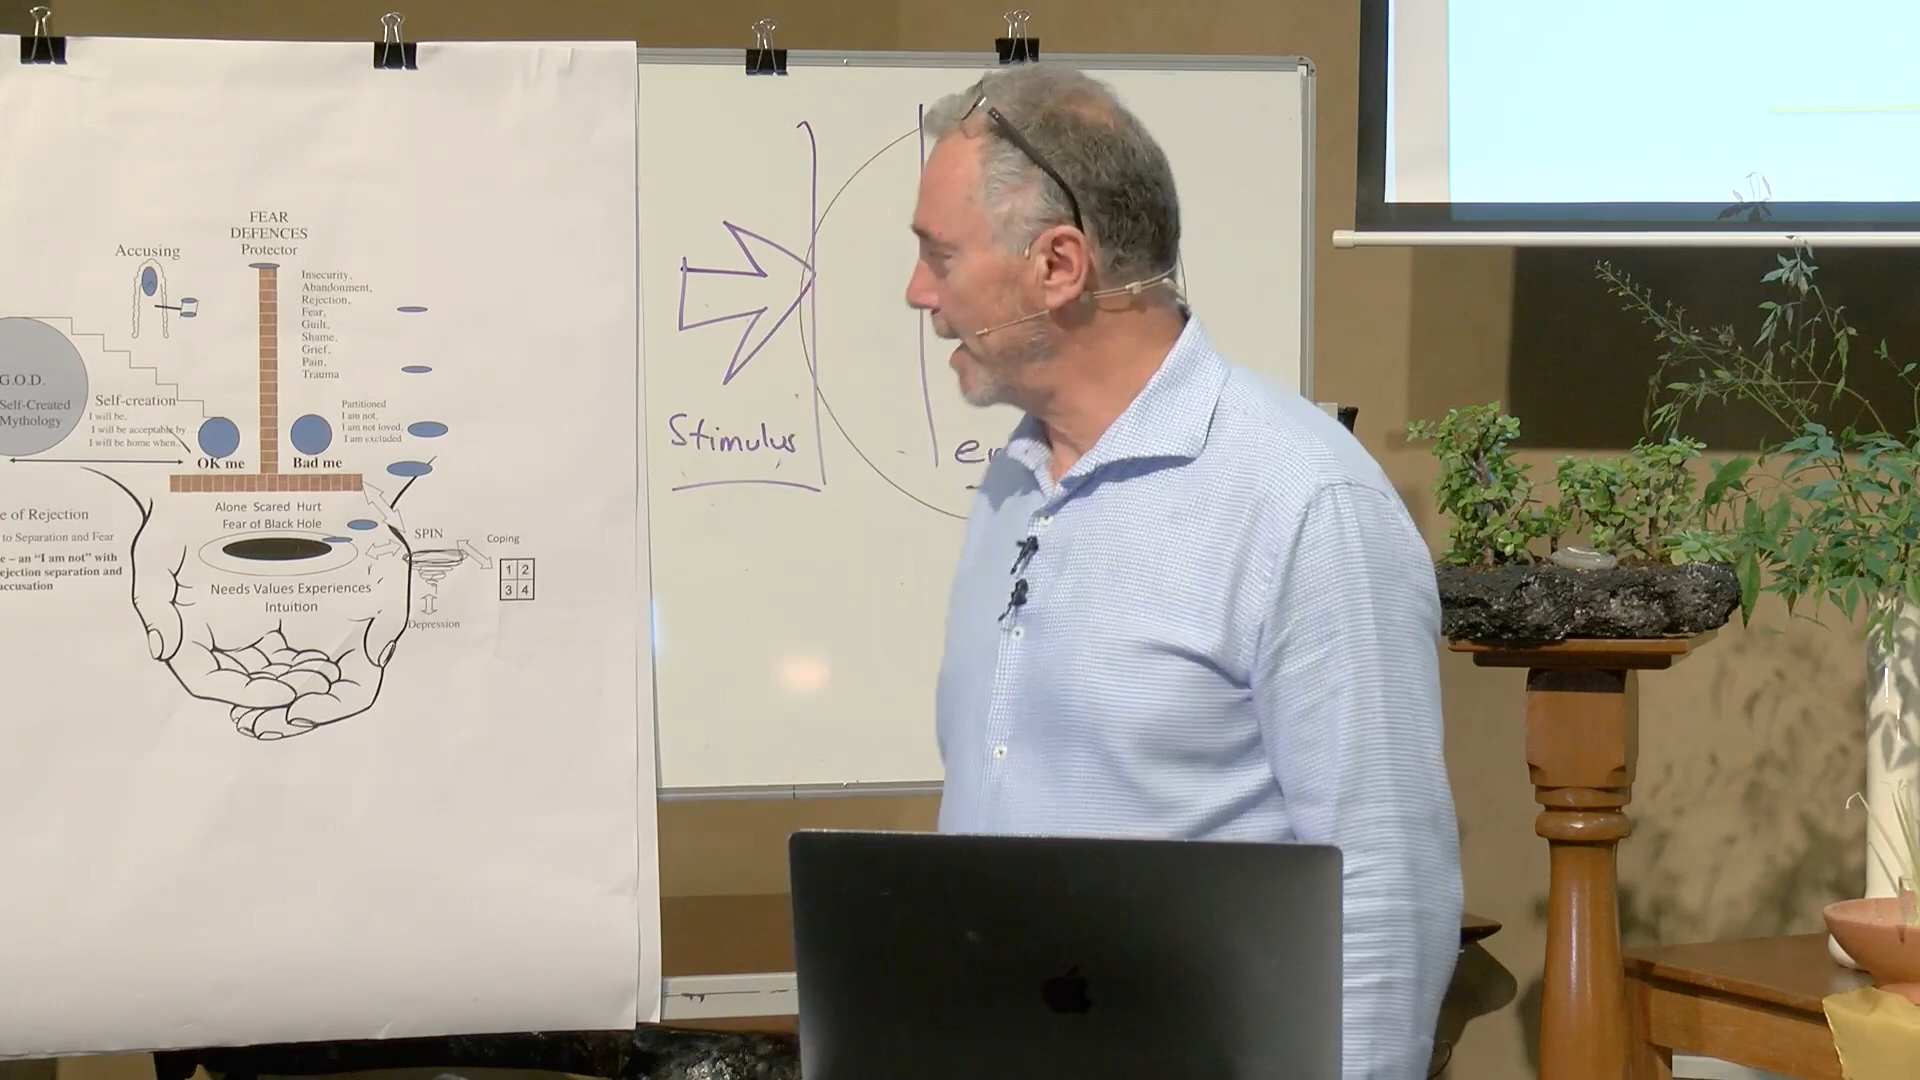 FEAR
DEFENCES
Protector
Accusing
Insecurity,
Abandonment,
Rejection,
Fear,
Guilt,
Shame,
Grief,
Pain,
Trauma
G.O.D.
Self-Created
Mythology
Self-creation
I will be,
I will be acceptable by...
I will be home when..
Partitioned
I am not,
I am not loved,
I am excluded
OK me
Bad me
Alone Scared Hurt
Fear of Black Hole
Needs Values Experiences
Intuition
e of Rejection
to Separation and Fear
e – an “I am not” with
ejection separation and
accusation
SPIN
Coping
1 2
3 4
Depression
Stimulus